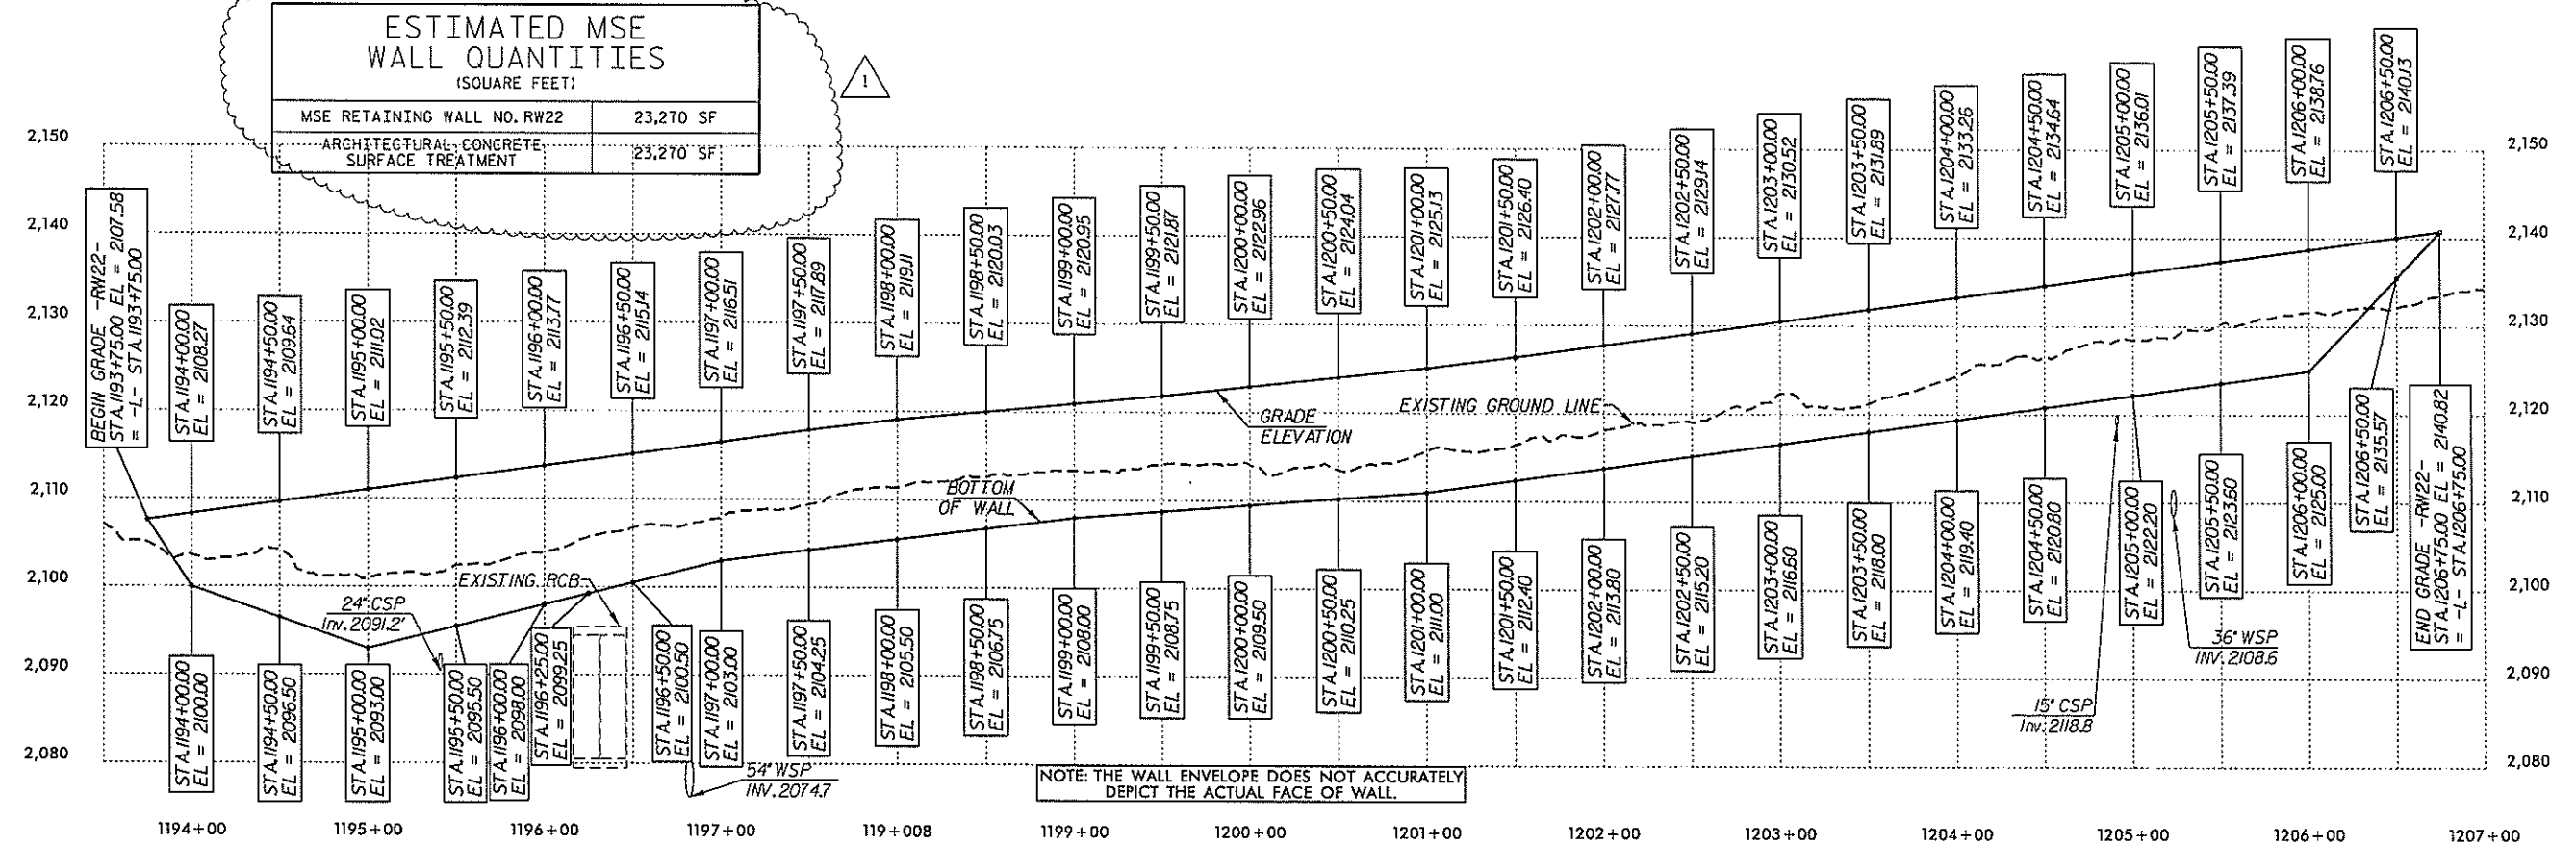 ESTIMATED MSE
WALL QUANTITIES
(SQUARE FEET)
MSE RETAINING WALL NO. RW22
23,270 SF
ARCHITECTURAL CONCRETE
SURFACE TREATMENT
23,270 SF
1
2,150
2,140
2,130
2,120
2,110
2,100
2,090
2,080
BEGIN GRADE -RW22-
STA.1193+75.00 EL = 2107.58
= -L- STA.1193+75.00
STA.1194+00.00
EL = 2108.27
STA.1194+50.00
EL = 2109.64
STA.1195+00.00
EL = 2111.02
STA.1195+50.00
EL = 2112.39
STA.1196+00.00
EL = 2113.77
STA.1196+50.00
EL = 2115.14
STA.1197+00.00
EL = 2116.51
STA.1197+50.00
EL = 2117.89
STA.1198+00.00
EL = 2119.11
STA.1198+50.00
EL = 2120.03
STA.1199+00.00
EL = 2120.95
STA.1199+50.00
EL = 2121.87
STA.1200+00.00
EL = 2122.96
STA.1200+50.00
EL = 2124.04
STA.1201+00.00
EL = 2125.13
STA.1201+50.00
EL = 2126.40
STA.1202+00.00
EL = 2127.77
STA.1202+50.00
EL = 2129.14
STA.1203+00.00
EL = 2130.52
STA.1203+50.00
EL = 2131.89
STA.1204+00.00
EL = 2133.26
STA.1204+50.00
EL = 2134.64
STA.1205+00.00
EL = 2136.01
STA.1205+50.00
EL = 2137.39
STA.1206+00.00
EL = 2138.76
STA.1206+50.00
EL = 2140.13
2,150
2,140
2,130
2,120
2,110
2,100
2,090
2,080
GRADE
ELEVATION
EXISTING GROUND LINE
BOTTOM
OF WALL
EXISTING RCB
24" CSP
Inv. 2091.2'
STA.1194+00.00
EL = 2100.00
STA.1194+50.00
EL = 2096.50
STA.1195+00.00
EL = 2093.00
STA.1195+50.00
EL = 2095.50
STA.1196+00.00
EL = 2098.00
STA.1196+25.00
EL = 2099.25
STA.1196+50.00
EL = 2100.50
STA.1197+00.00
EL = 2103.00
STA.1197+50.00
EL = 2104.25
STA.1198+00.00
EL = 2105.50
STA.1198+50.00
EL = 2106.75
STA.1199+00.00
EL = 2108.00
STA.1199+50.00
EL = 2108.75
STA.1200+00.00
EL = 2109.50
STA.1200+50.00
EL = 2110.25
STA.1201+00.00
EL = 2111.00
STA.1201+50.00
EL = 2112.40
STA.1202+00.00
EL = 2113.80
STA.1202+50.00
EL = 2115.20
STA.1203+00.00
EL = 2116.60
STA.1203+50.00
EL = 2118.00
STA.1204+00.00
EL = 2119.40
STA.1204+50.00
EL = 2120.80
STA.1205+00.00
EL = 2122.20
STA.1205+50.00
EL = 2123.60
STA.1206+00.00
EL = 2125.00
STA.1206+50.00
EL = 2135.57
END GRADE -RW22-
STA.1206+75.00 EL = 2140.82
= -L- STA.1206+75.00
54" WSP
INV. 2074.7
15" CSP
Inv. 2118.8
36" WSP
INV. 2108.6
NOTE: THE WALL ENVELOPE DOES NOT ACCURATELY
DEPICT THE ACTUAL FACE OF WALL.
1194+00
1195+00
1196+00
1197+00
119+008
1199+00
1200+00
1201+00
1202+00
1203+00
1204+00
1205+00
1206+00
1207+00